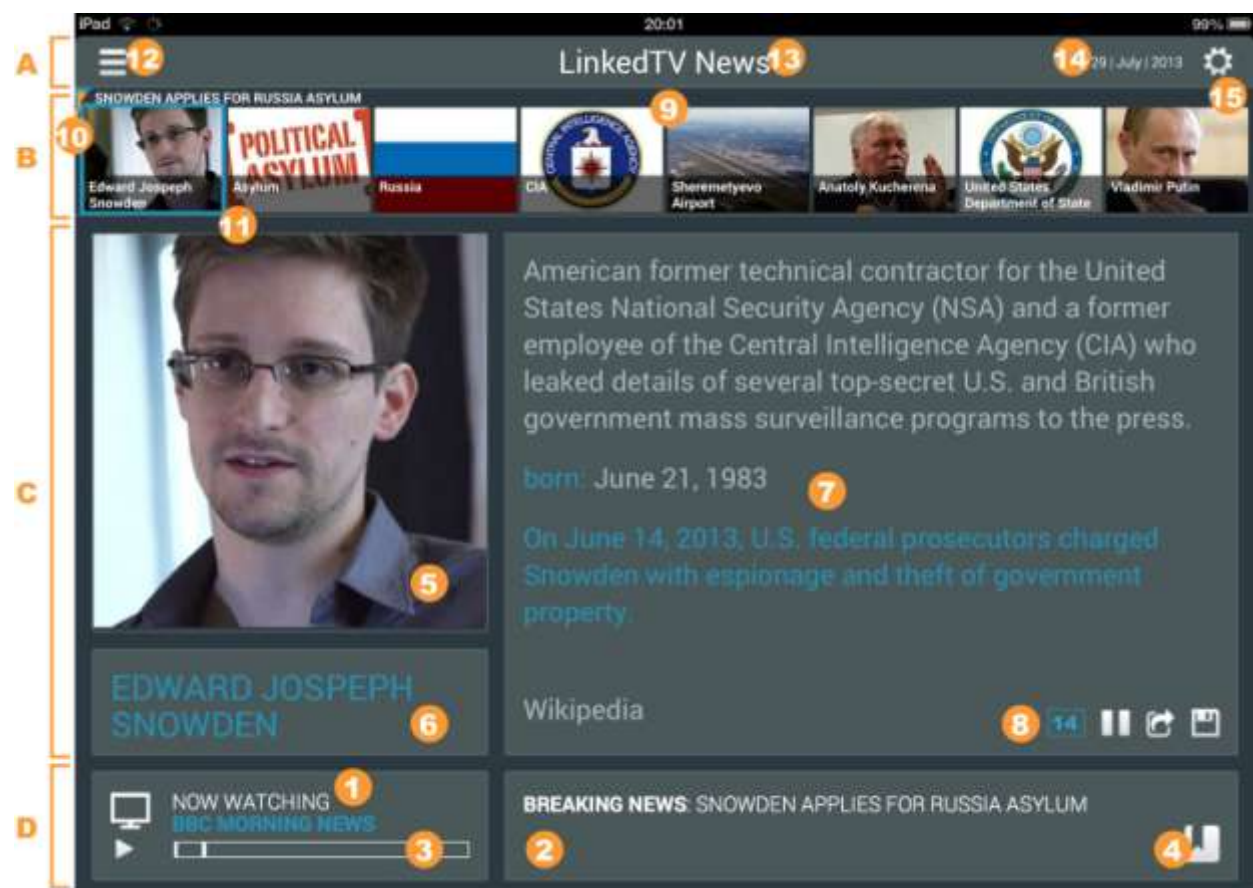 iPad 20:01 99%
A
12 LinkedTV News 13 14 29 | July | 2013
15
SNOWDEN APPLIES FOR RUSSIA ASYLUM
9
10
B
POLITICAL
ASYLUM
CENTRAL INTELLIGENCE AGENCY
Edward Jospeph
Snowden
Asylum
Russia
CIA
Sheremetyevo
Airport
Anatoly Kucherena
United States
Department of State
Vladimir Putin
11
C
American former technical contractor for the United
States National Security Agency (NSA) and a former
employee of the Central Intelligence Agency (CIA) who
leaked details of several top-secret U.S. and British
government mass surveillance programs to the press.
born: June 21, 1983
7
On June 14, 2013, U.S. federal prosecutors charged
Snowden with espionage and theft of government
property.
5
EDWARD JOSPEPH
SNOWDEN
6
Wikipedia
8 14
D
NOW WATCHING 1
BBC MORNING NEWS
3
BREAKING NEWS: SNOWDEN APPLIES FOR RUSSIA ASYLUM
2
4